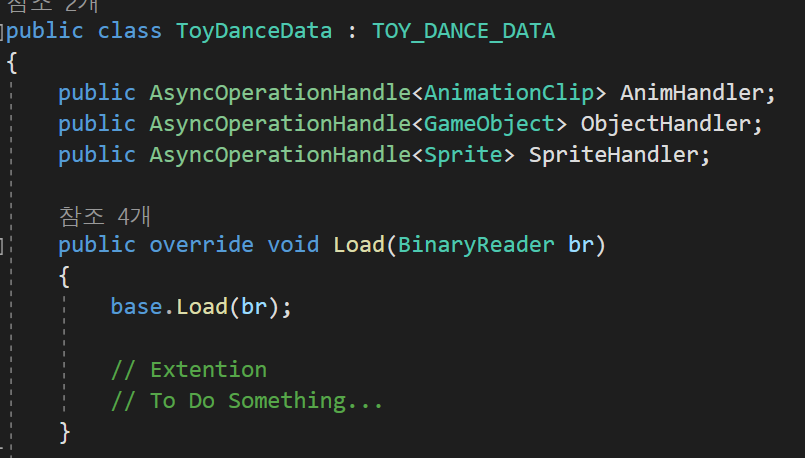 참조 2개
public class ToyDanceData : TOY_DANCE_DATA
{
public AsyncOperationHandle<AnimationClip> AnimHandler;
public AsyncOperationHandle<GameObject> ObjectHandler;
public AsyncOperationHandle<Sprite> SpriteHandler;
참조 4개
public override void Load(BinaryReader br)
{
base.Load(br);
// Extention
// To Do Something...
}